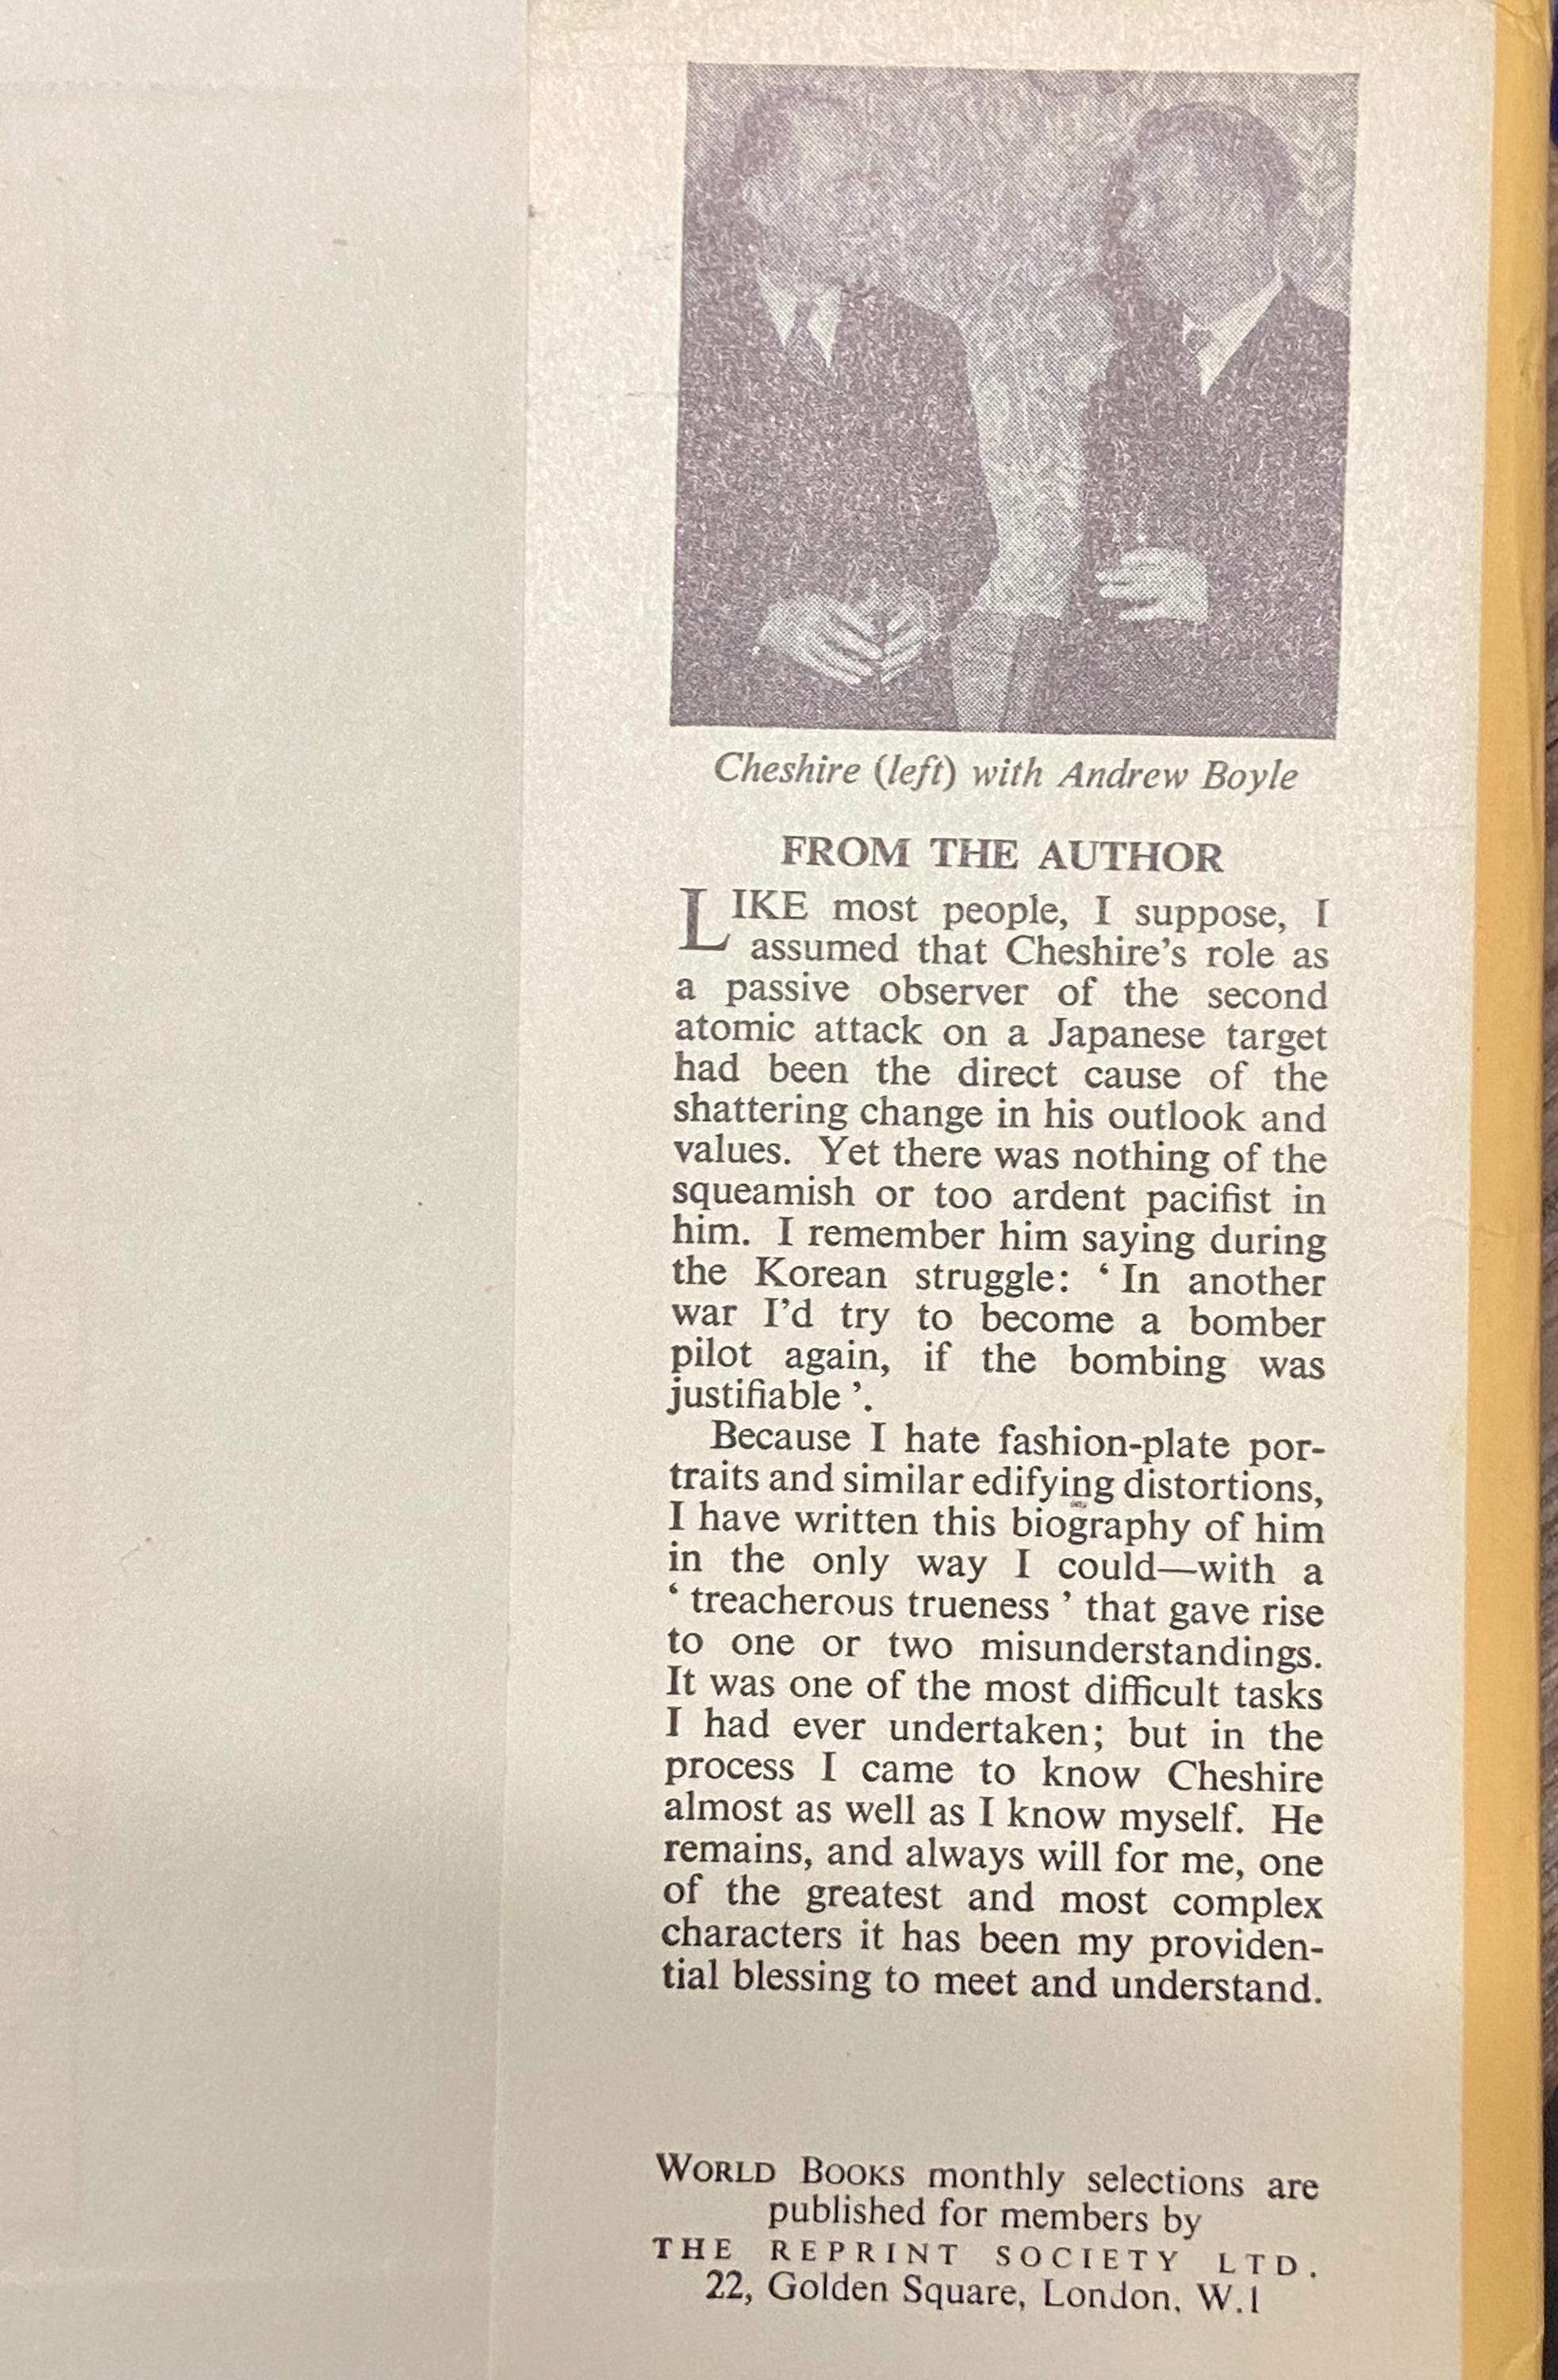 Cheshire (left) with Andrew Boyle
FROM THE AUTHOR
LIKE most people, I suppose, I
assumed that Cheshire's role as
a passive observer of the second
atomic attack on a Japanese target
had been the direct cause of the
shattering change in his outlook and
values. Yet there was nothing of the
squeamish or too ardent pacifist in
him. I remember him saying during
the Korean struggle: ‘ In another
war I'd try to become a bomber
pilot again, if the bombing was
justifiable ’.
Because I hate fashion-plate por-
traits and similar edifying distortions,
I have written this biography of him
in the only way I could—with a
‘ treacherous trueness ’ that gave rise
to one or two misunderstandings.
It was one of the most difficult tasks
I had ever undertaken; but in the
process I came to know Cheshire
almost as well as I know myself. He
remains, and always will for me, one
of the greatest and most complex
characters it has been my providen-
tial blessing to meet and understand.
WORLD BOOKS monthly selections are
published for members by
THE REPRINT SOCIETY LTD.
22, Golden Square, London, W.1